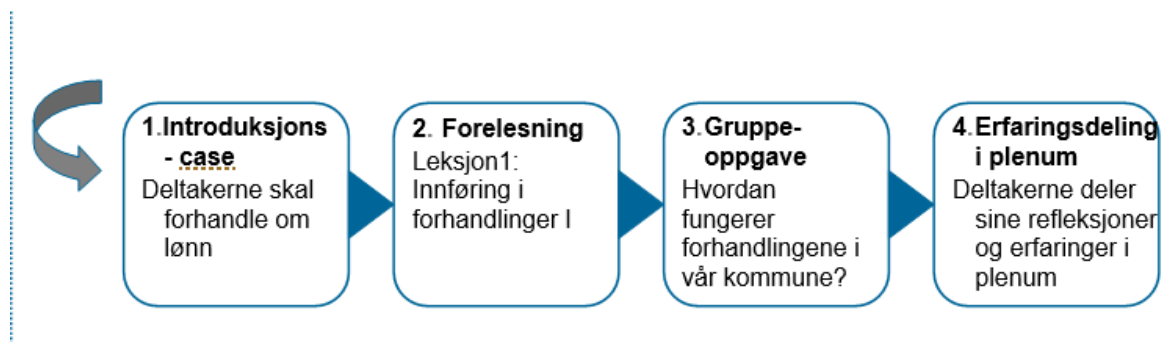 1.Introduksjons
- case
Deltakerne skal
forhandle om
lønn
2. Forelesning
Leksjon1:
Innføring i
forhandlinger I
3.Gruppe-
oppgave
Hvordan
fungerer
forhandlingene i
vår kommune?
4.Erfaringsdeling
i plenum
Deltakerne deler
sine refleksjoner
og erfaringer i
plenum